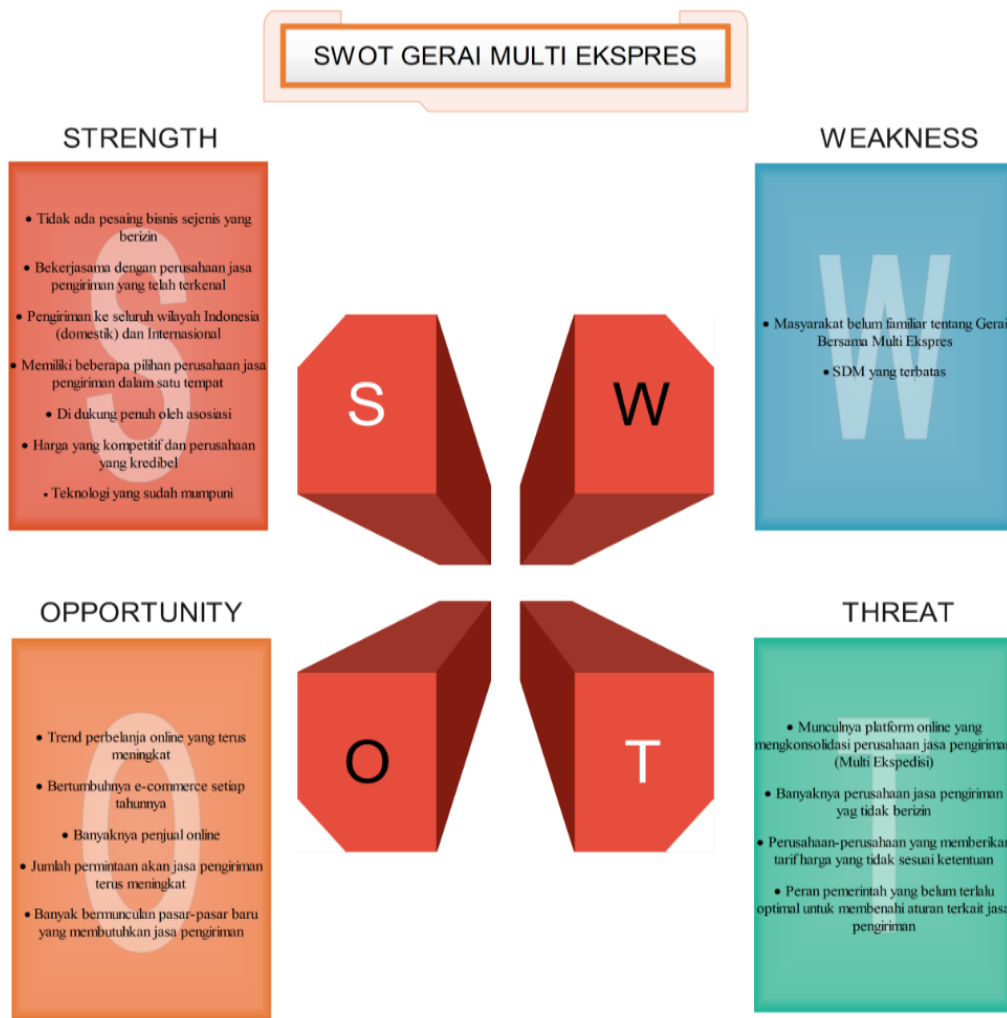 SWOT GERAI MULTI EKSPRES
STRENGTH
S
• Tidak ada pesaing bisnis sejenis yang
berizin
• Bekerjasama dengan perusahaan jasa
pengiriman yang telah terkenal
• Pengiriman ke seluruh wilayah Indonesia
(domestik) dan Internasional
• Memiliki beberapa pilihan perusahaan jasa
pengiriman dalam satu tempat
• Di dukung penuh oleh asosiasi
• Harga yang kompetitif dan perusahaan
yang kredibel
• Teknologi yang sudah mumpuni
WEAKNESS
W
• Masyarakat belum familiar tentang Gerai
Bersama Multi Ekspres
• SDM yang terbatas
S
W
O
T
OPPORTUNITY
O
• Trend perbelanja online yang terus
meningkat
• Bertumbuhnya e-commerce setiap
tahunnya
• Banyaknya penjual online
• Jumlah permintaan akan jasa pengiriman
terus meningkat
• Banyak bermunculan pasar-pasar baru
yang membutuhkan jasa pengiriman
THREAT
T
• Munculnya platform online yang
mengkonsolidasi perusahaan jasa pengiriman
(Multi Ekspedisi)
• Banyaknya perusahaan jasa pengiriman
yag tidak berizin
• Perusahaan-perusahaan yang memberikan
tarif harga yang tidak sesuai ketentuan
• Peran pemerintah yang belum terlalu
optimal untuk membenahi aturan terkait jasa
pengiriman